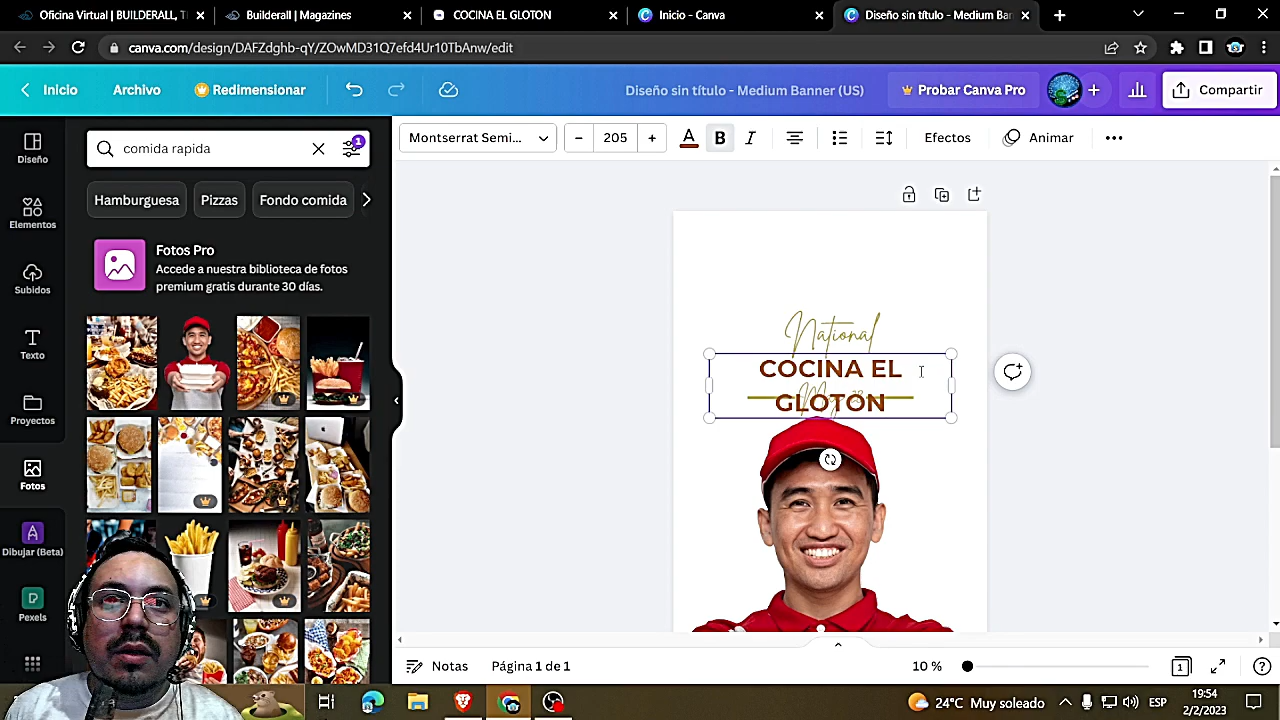 Oficina Virtual | BUILDERALL, T
Builderall | Magazines
COCINA EL GLOTON
Inicio - Canva
Diseño sin título - Medium Ban
canva.com/design/DAFZdghb-qY/ZOwMD31Q7efd4Ur10TbAnw/edit
Inicio
Archivo
Redimensionar
Diseño sin título - Medium Banner (US)
Probar Canva Pro
Compartir
comida rapida
1
Montserrat Semi...
205
A
B
I
Efectos
Animar
Hamburguesa
Pizzas
Fondo comida
Fotos Pro
Accede a nuestra biblioteca de fotos
premium gratis durante 30 días.
Diseño
Elementos
Subidos
Texto
Proyectos
Fotos
Dibujar (Beta)
Pexels
National
COCINA EL
GLOTON
Notas
Página 1 de 1
10 %
1
24°C Muy soleado
ESP
19:54
2/2/2023